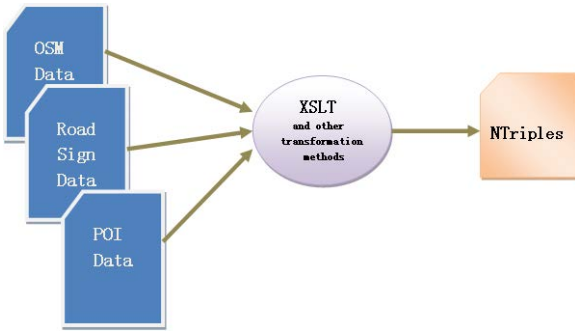 OSM
Data
Road
Sign
Data
POI
Data
XSLT
and other
transformation
methods
NTriples